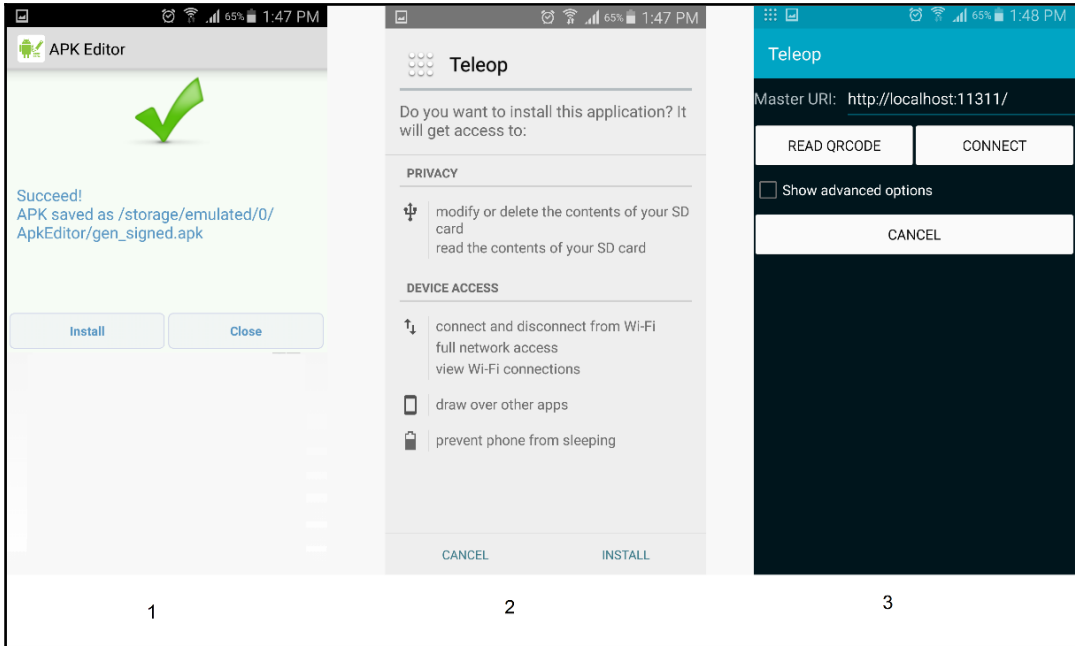 65% 1:47 PM
APK Editor
Succeed!
APK saved as /storage/emulated/0/
ApkEditor/gen_signed.apk
Install Close
1
65% 1:47 PM
Teleop
Do you want to install this application? It
will get access to:
PRIVACY
modify or delete the contents of your SD
card
read the contents of your SD card
DEVICE ACCESS
connect and disconnect from Wi-Fi
full network access
view Wi-Fi connections
draw over other apps
prevent phone from sleeping
CANCEL INSTALL
2
65% 1:48 PM
Teleop
Master URI: http://localhost:11311/
READ QRCODE CONNECT
Show advanced options
CANCEL
3